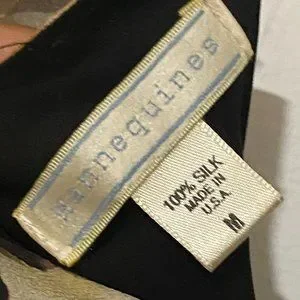 Mannequines
100% SILK
MADE IN
U.S.A.
M